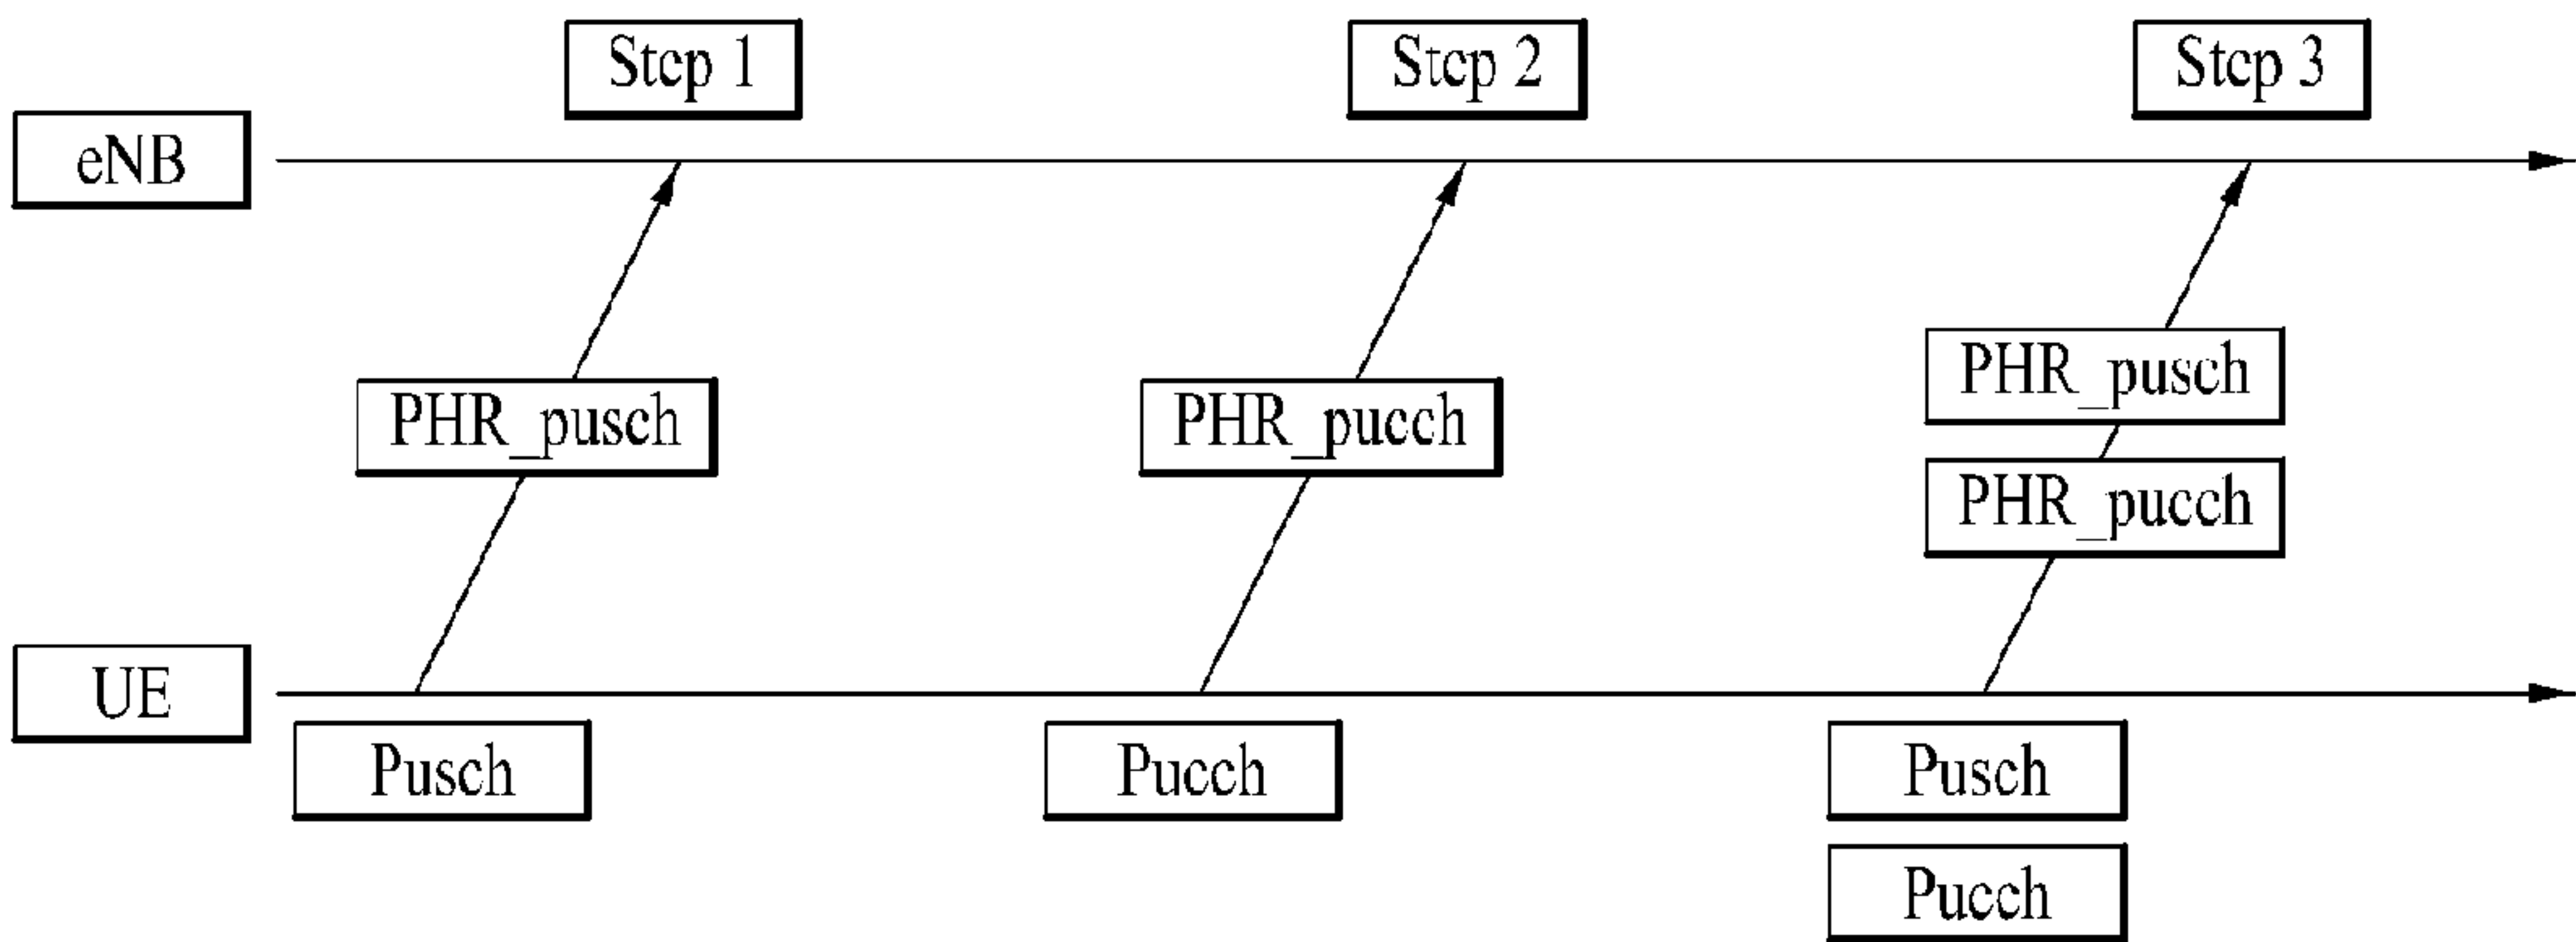 Step 1
Step 2
Step 3
eNB
PHR_pusch
PHR_pucch
PHR_pusch
PHR_pucch
UE
Pusch
Pucch
Pusch
Pucch